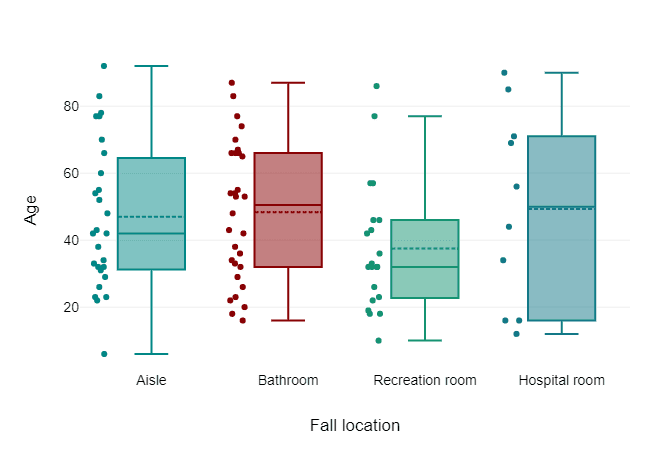 80
60
40
20
Age
Aisle
Bathroom
Recreation room
Hospital room
Fall location